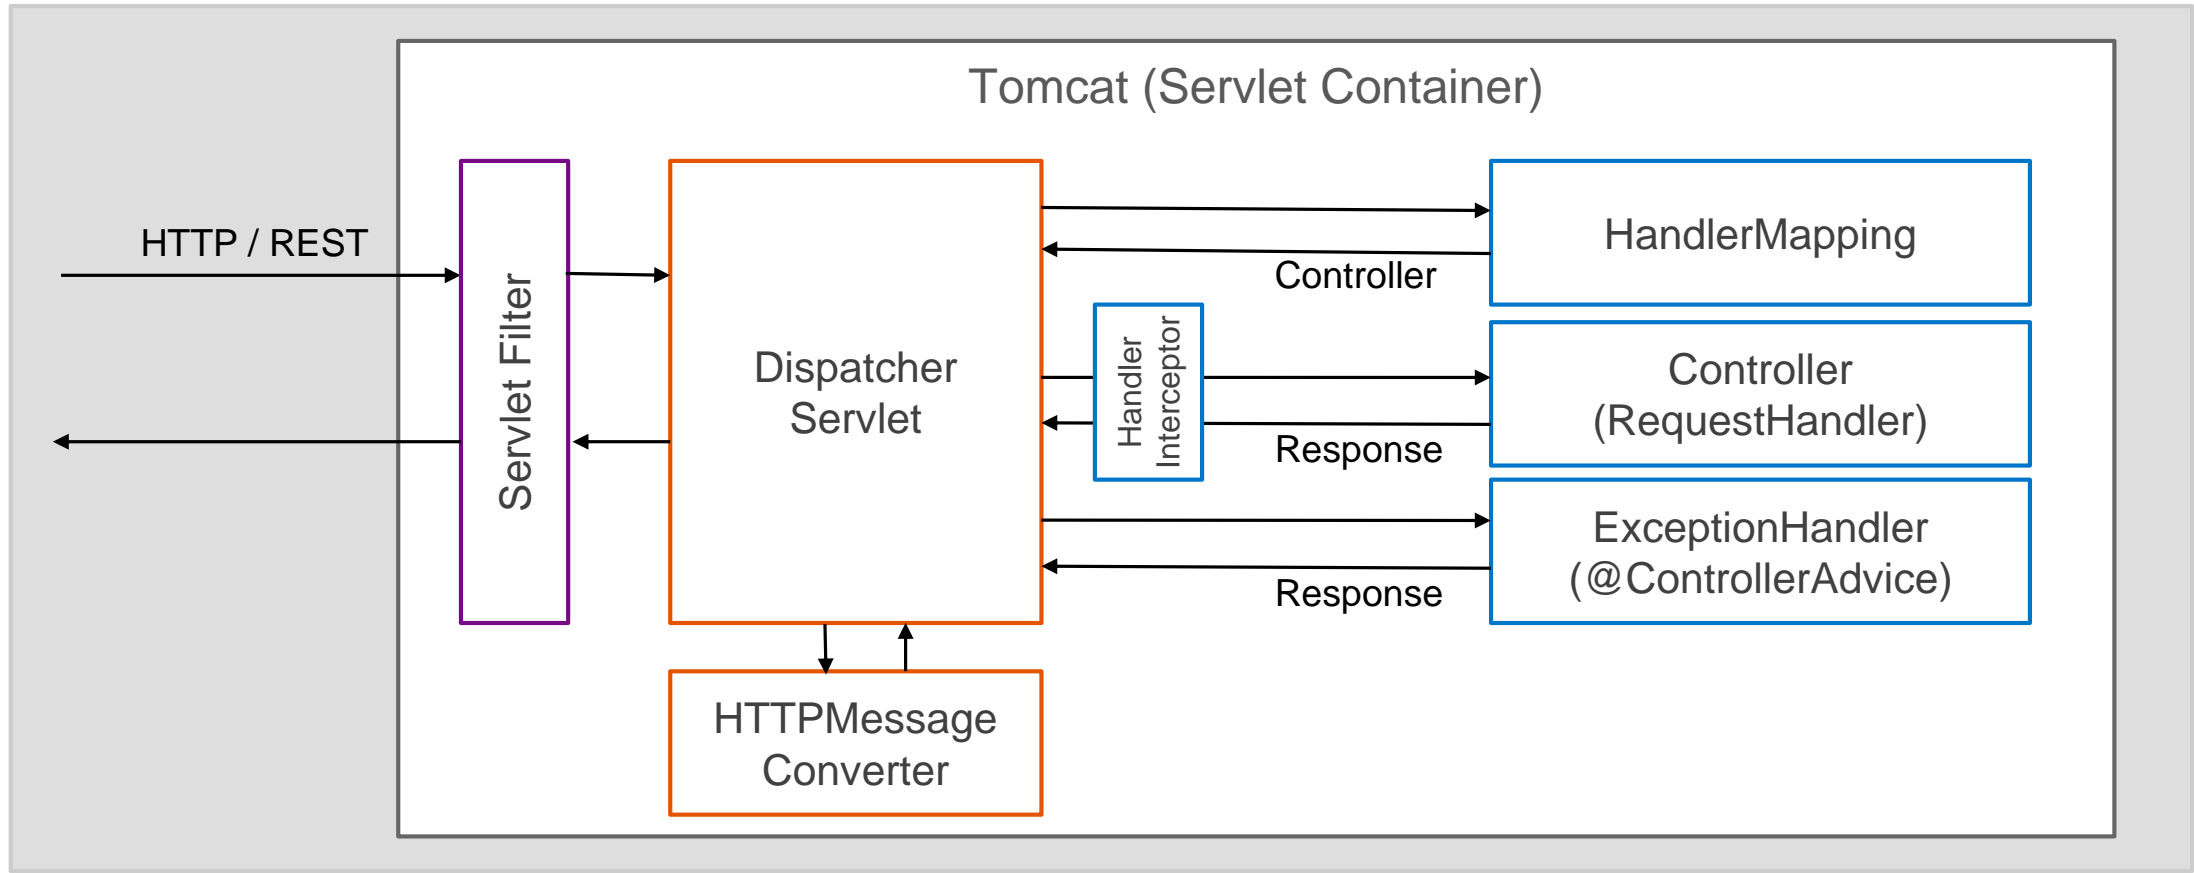 Tomcat (Servlet Container)
HTTP / REST
Servlet Filter
Dispatcher
Servlet
HandlerMapping
Controller
Handler
Interceptor
Controller
(RequestHandler)
Response
ExceptionHandler
(@ControllerAdvice)
Response
HTTPMessage
Converter